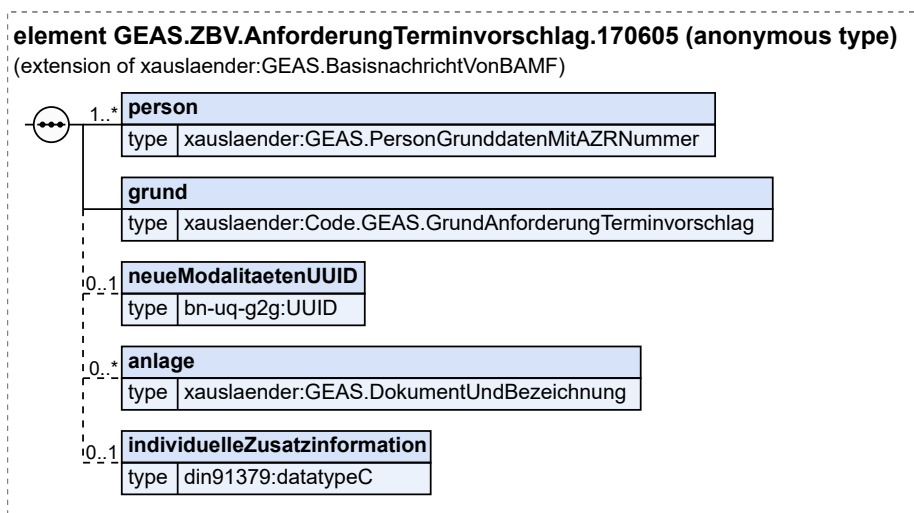 element GEAS.ZBV.AnforderungTerminvorschlag.170605 (anonymous type)
(extension of xauslaender:GEAS.BasisnachrichtVonBAMF)
1..* person
type xauslaender:GEAS.PersonGrunddatenMitAZRNummer
grund
type xauslaender:Code.GEAS.GrundAnforderungTerminvorschlag
0..1 neueModalitaetenUUID
type bn-uq-g2g:UUID
0..* anlage
type xauslaender:GEAS.DokumentUndBezeichnung
0..1 individuelleZusatzinformation
type din91379:datatypeC